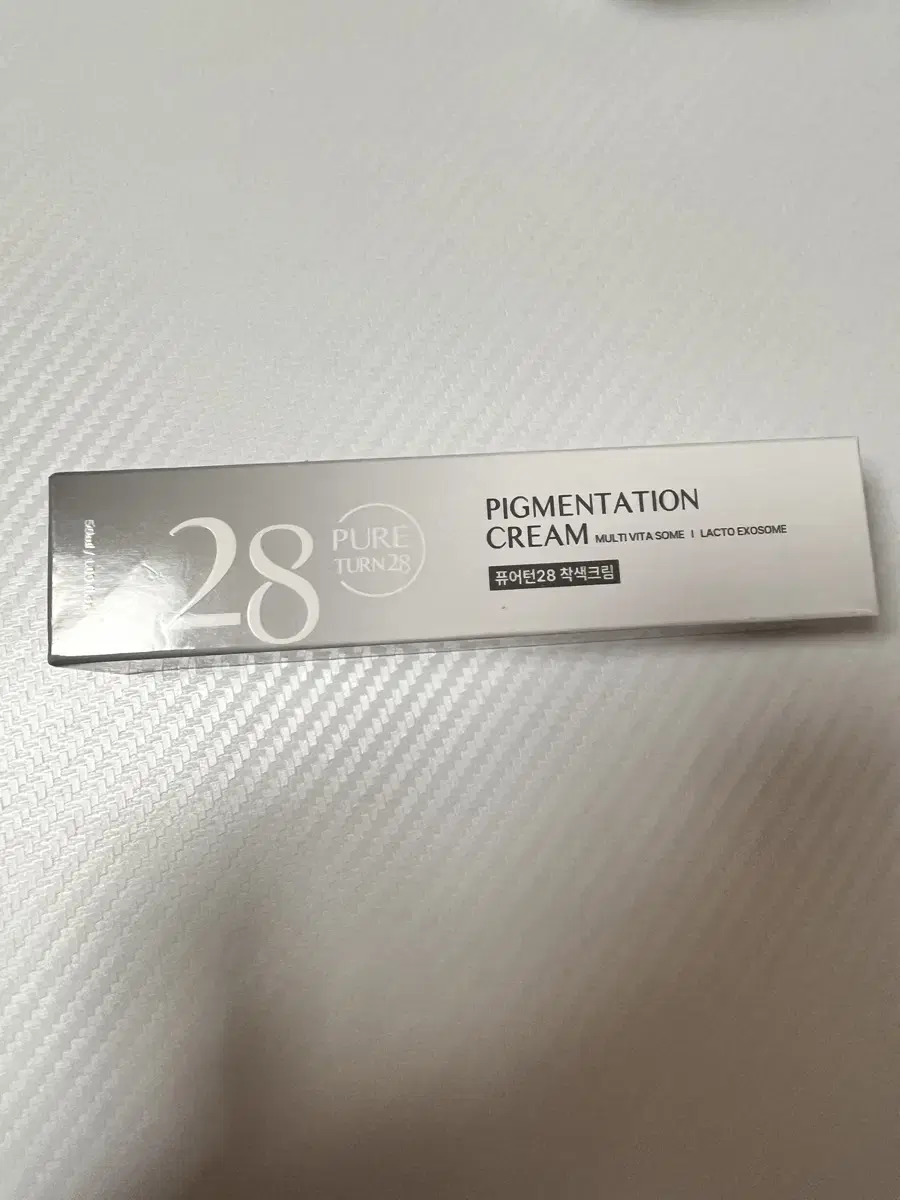 50ml /
28
PURE
TURN28
PIGMENTATION
CREAM MULTI VITA SOME I LACTO EXOSOME
퓨어턴28 착색크림